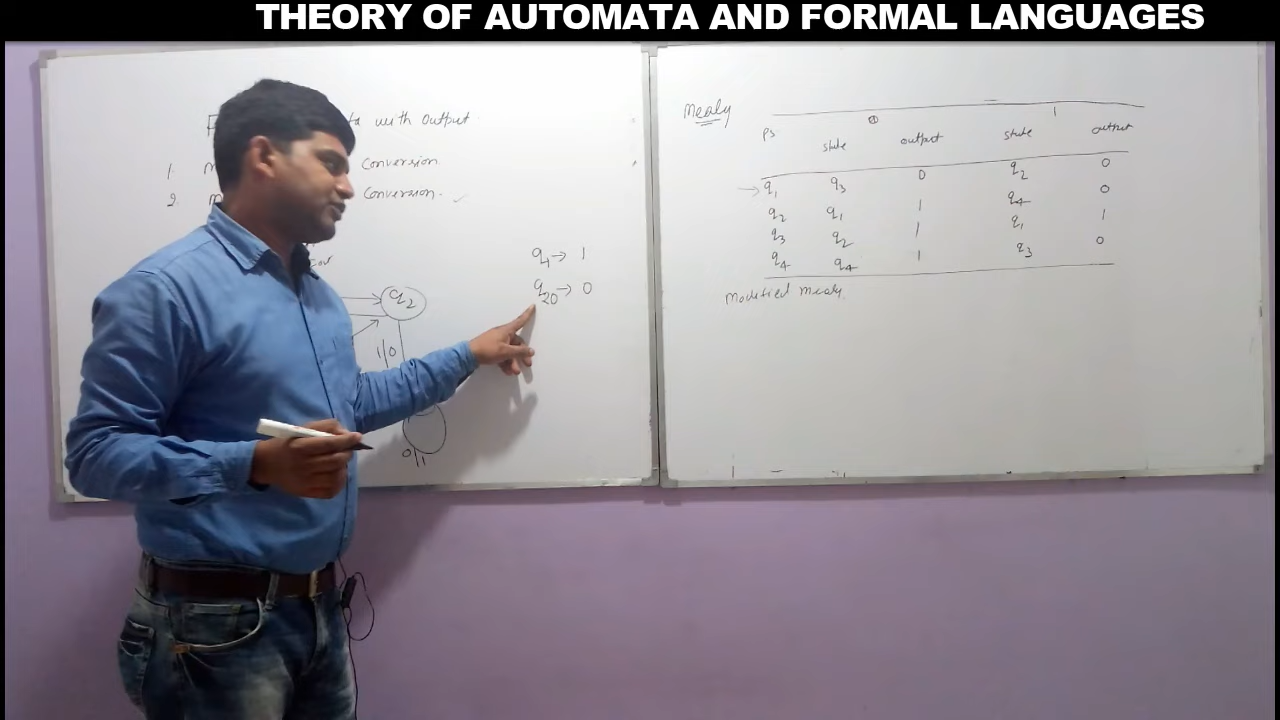 THEORY OF AUTOMATA AND FORMAL LANGUAGES
with output
1. Conversion
2. Conversion. ✓
q2
1/0
0/1
q1 → 1
q20 → 0
Mealy
0 1
Ps state output state output
→ q1 q3 0 q2 0
q2 q1 1 q4 0
q3 q2 1 q1 1
q4 q4 1 q3 0
Modified mealy.